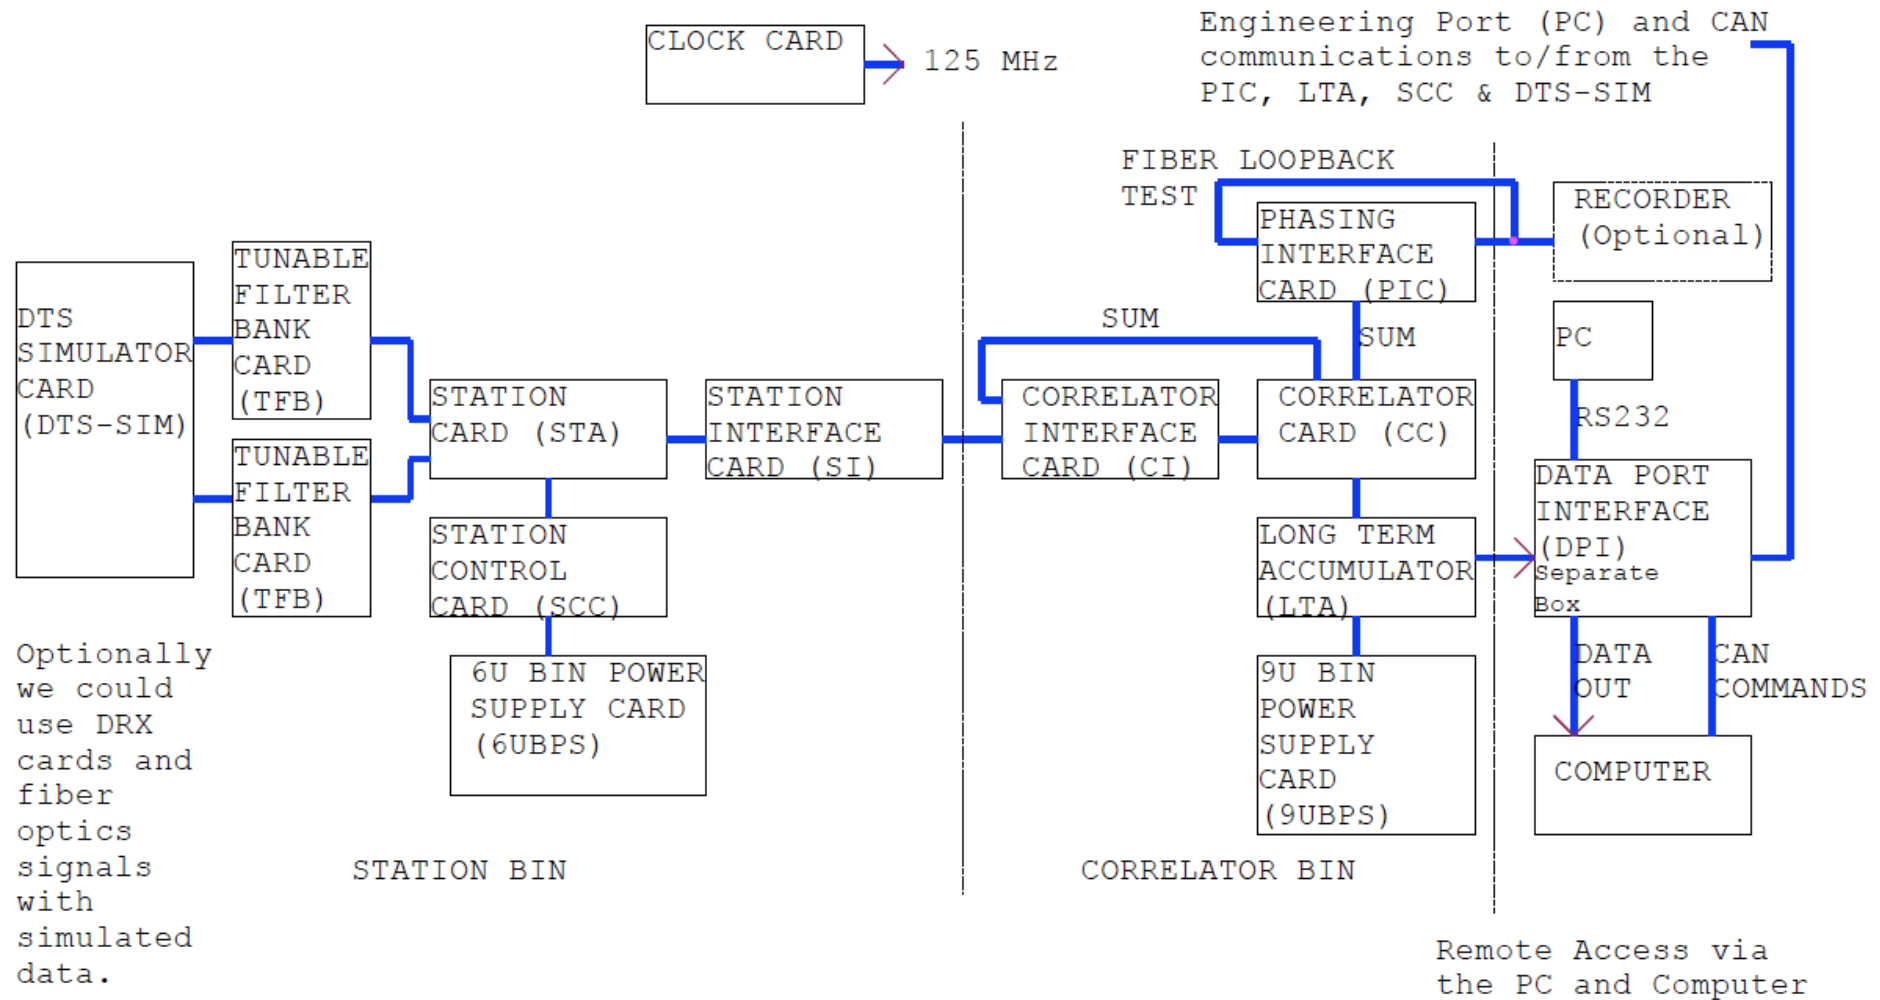 CLOCK CARD
125 MHz
Engineering Port (PC) and CAN
communications to/from the
PIC, LTA, SCC & DTS-SIM
FIBER LOOPBACK
TEST
PHASING
INTERFACE
CARD (PIC)
RECORDER
(Optional)
DTS
SIMULATOR
CARD
(DTS-SIM)
TUNABLE
FILTER
BANK
CARD
(TFB)
TUNABLE
FILTER
BANK
CARD
(TFB)
STATION
CARD (STA)
STATION
INTERFACE
CARD (SI)
SUM
SUM
CORRELATOR
INTERFACE
CARD (CI)
CORRELATOR
CARD (CC)
PC
RS232
STATION
CONTROL
CARD (SCC)
LONG TERM
ACCUMULATOR
(LTA)
DATA PORT
INTERFACE
(DPI)
Separate
Box
6U BIN POWER
SUPPLY CARD
(6UBPS)
9U BIN
POWER
SUPPLY
CARD
(9UBPS)
DATA
OUT
CAN
COMMANDS
COMPUTER
Optionally
we could
use DRX
cards and
fiber
optics
signals
with
simulated
data.
STATION BIN
CORRELATOR BIN
Remote Access via
the PC and Computer